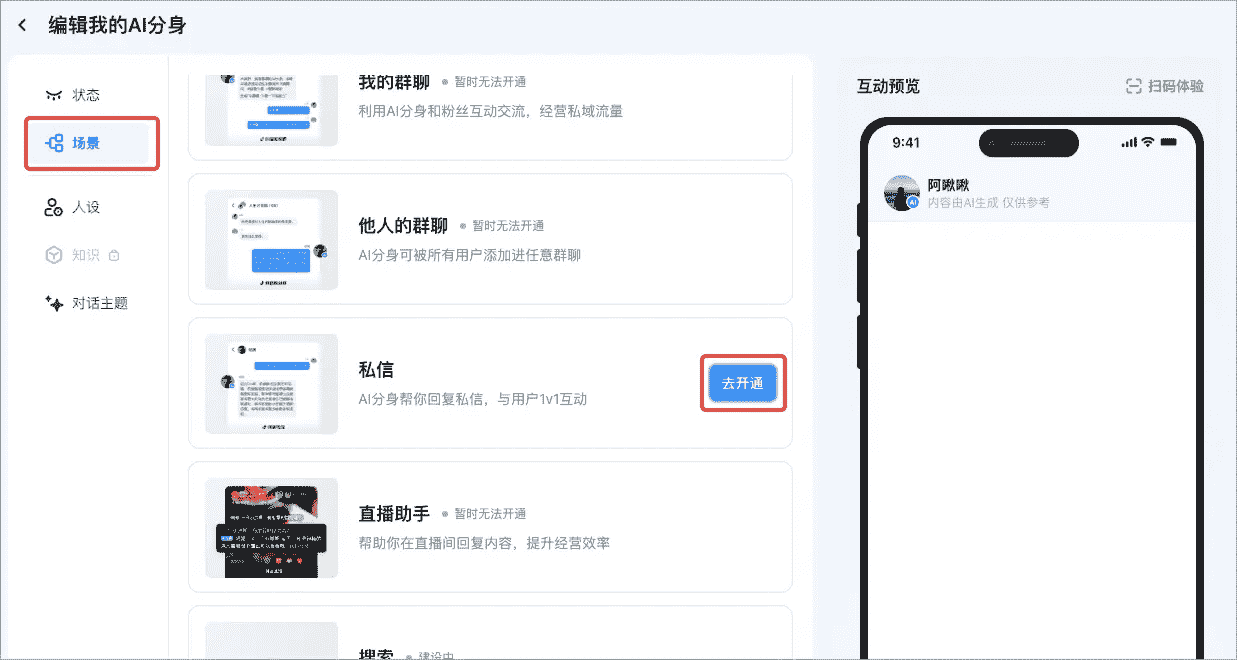 编辑我的AI分身
状态
场景
人设
知识
对话主题
我的群聊 暂时无法开通
利用AI分身和粉丝互动交流，经营私域流量
他人的群聊 暂时无法开通
AI分身可被所有用户添加进任意群聊
私信
AI分身帮你回复私信，与用户1v1互动
去开通
直播助手 暂时无法开通
帮助你在直播间回复内容，提升经营效率
搜索 建设中
互动预览
扫码体验
9:41
阿啾啾
AI
内容由AI生成 仅供参考